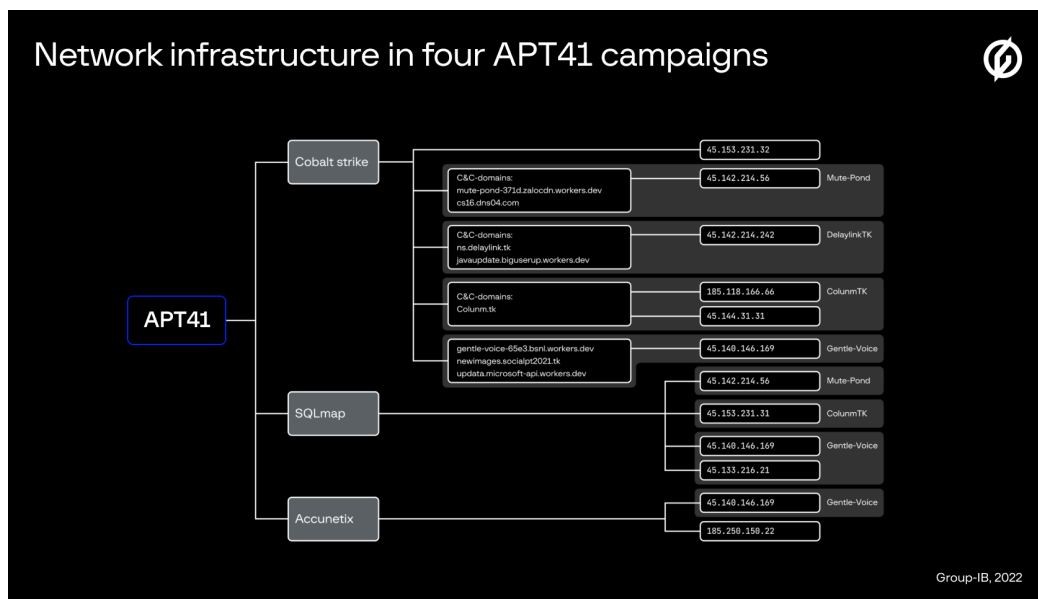 Network infrastructure in four APT41 campaigns
APT41
Cobalt strike
45.153.231.32
C&C-domains:
mute-pond-371d.zalocdn.workers.dev
cs16.dns04.com
45.142.214.56
Mute-Pond
C&C-domains:
ns.delaylink.tk
javaupdate.biguserup.workers.dev
45.142.214.242
DelaylinkTK
C&C-domains:
Colunm.tk
185.118.166.66
ColunmTK
45.144.31.31
gentle-voice-65e3.bsnl.workers.dev
newimages.socialpt2021.tk
updata.microsoft-api.workers.dev
45.140.146.169
Gentle-Voice
SQLmap
45.142.214.56
Mute-Pond
45.153.231.31
ColunmTK
45.140.146.169
Gentle-Voice
45.133.216.21
Accunetix
45.140.146.169
Gentle-Voice
185.250.150.22
Group-IB, 2022